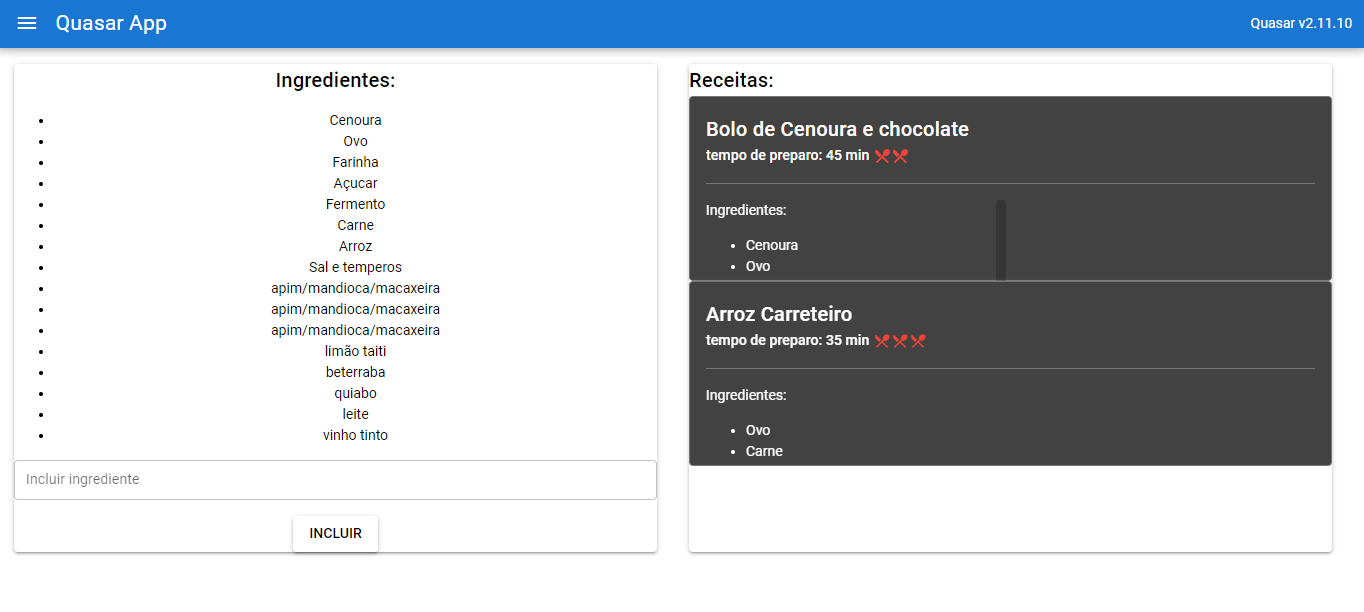 Quasar App
Quasar v2.11.10
Ingredientes:
Cenoura
Ovo
Farinha
Açucar
Fermento
Carne
Arroz
Sal e temperos
apim/mandioca/macaxeira
apim/mandioca/macaxeira
apim/mandioca/macaxeira
limão taiti
beterraba
quiabo
leite
vinho tinto
Incluir ingrediente
INCLUIR
Receitas:
Bolo de Cenoura e chocolate
tempo de preparo: 45 min
Ingredientes:
Cenoura
Ovo
Arroz Carreteiro
tempo de preparo: 35 min
Ingredientes:
Ovo
Carne